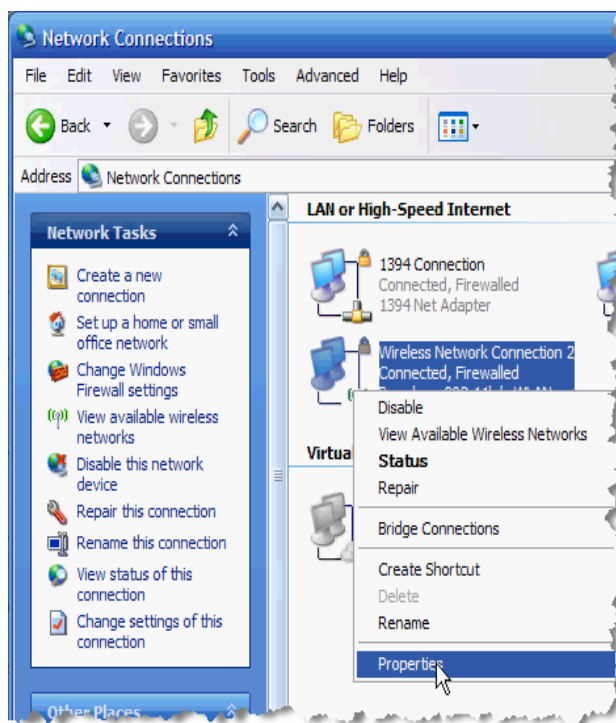 Network Connections
File Edit View Favorites Tools Advanced Help
Back Search Folders
Address Network Connections
Network Tasks
Create a new
connection
Set up a home or small
office network
Change Windows
Firewall settings
View available wireless
networks
Disable this network
device
Repair this connection
Rename this connection
View status of this
connection
Change settings of this
connection
Other Places
LAN or High-Speed Internet
1394 Connection
Connected, Firewalled
1394 Net Adapter
Wireless Network Connection 2
Connected, Firewalled
Virtual
Disable
View Available Wireless Networks
Status
Repair
Bridge Connections
Create Shortcut
Delete
Rename
Properties